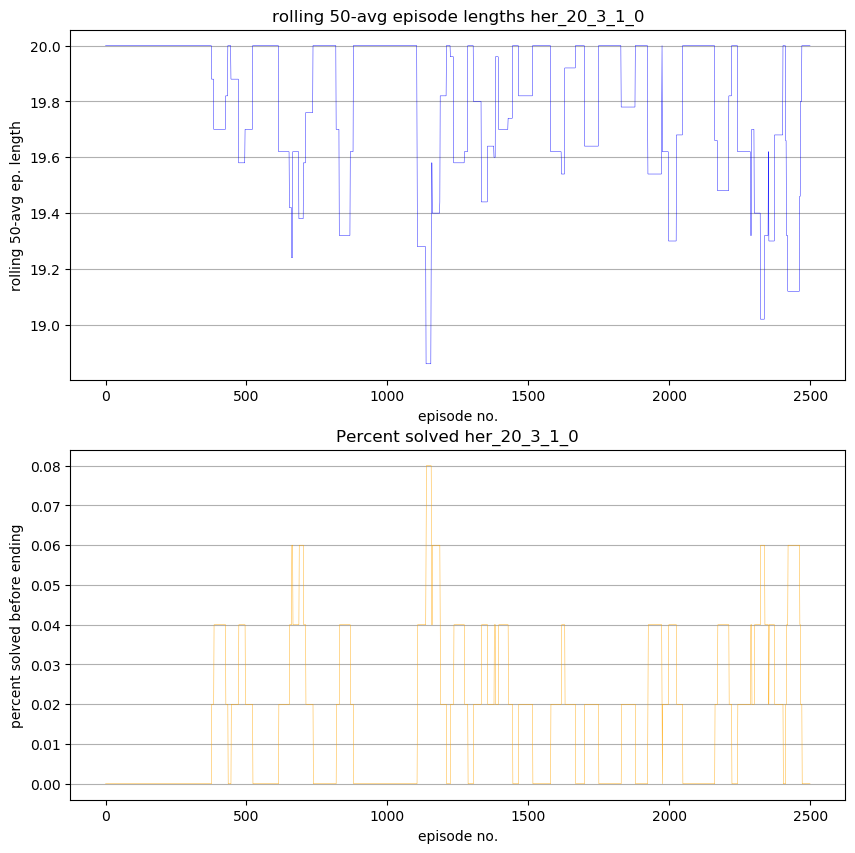 rolling 50-avg episode lengths her_20_3_1_0
20.0
19.8
19.6
19.4
19.2
19.0
rolling 50-avg ep. length
0 500 1000 1500 2000 2500
episode no.
Percent solved her_20_3_1_0
0.08
0.07
0.06
0.05
0.04
0.03
0.02
0.01
0.00
percent solved before ending
0 500 1000 1500 2000 2500
episode no.